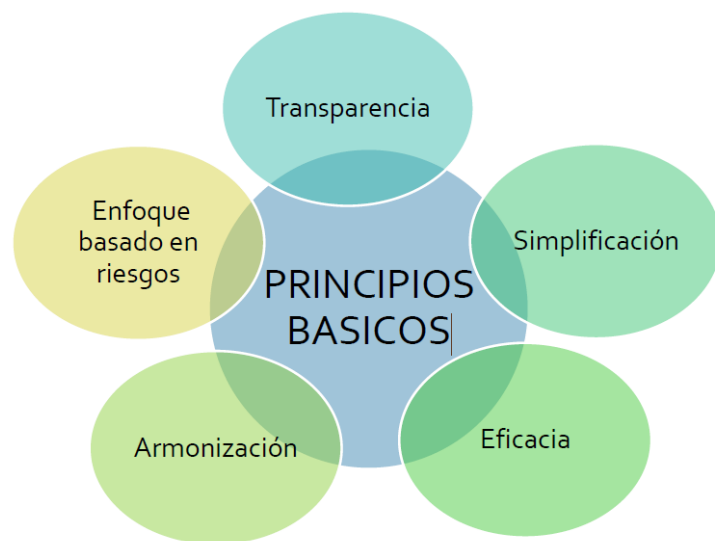 Transparencia
Enfoque
basado en
riesgos
Simplificación
PRINCIPIOS
BASICOS
Armonización
Eficacia